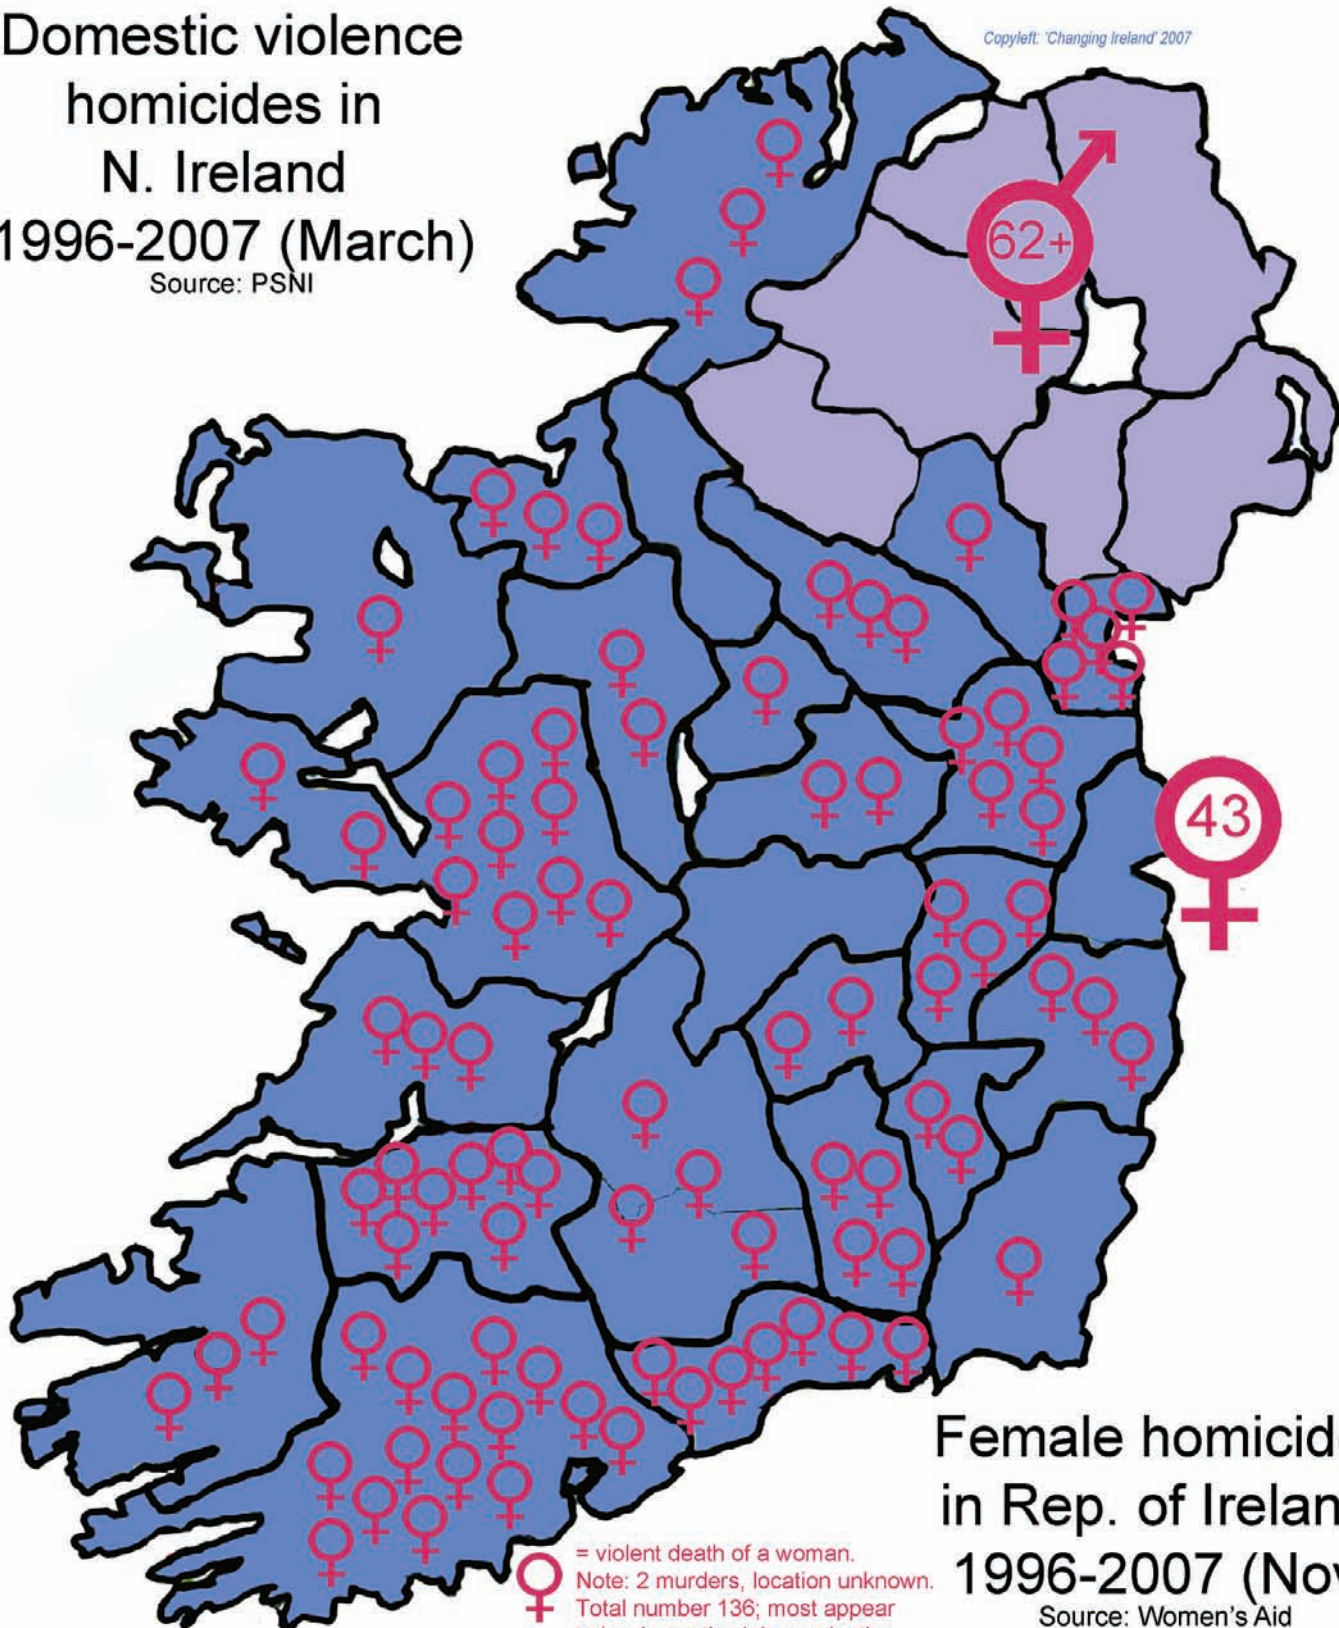 Domestic violence
homicides in
N. Ireland
1996-2007 (March)
Source: PSNI
Copyleft: 'Changing Ireland' 2007
62+
43
Female homicid
in Rep. of Irelan
1996-2007 (Nov
Source: Women's Aid
= violent death of a woman.
Note: 2 murders, location unknown.
Total number 136; most appear